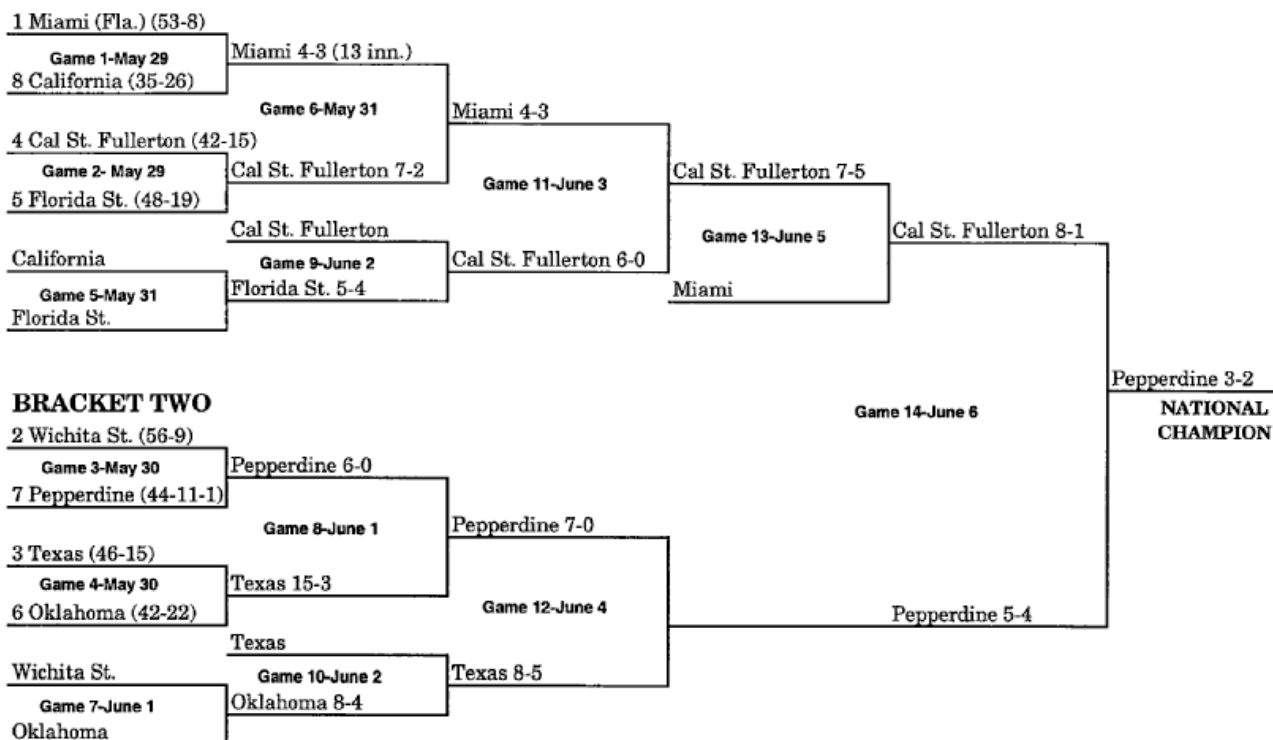 1 Miami (Fla.) (53-8)
Game 1-May 29
8 California (35-26)
Miami 4-3 (13 inn.)
Game 6-May 31
4 Cal St. Fullerton (42-15)
Game 2- May 29
5 Florida St. (48-19)
Cal St. Fullerton 7-2
Miami 4-3
Game 11-June 3
Cal St. Fullerton 7-5
California
Game 5-May 31
Florida St.
Cal St. Fullerton
Game 9-June 2
Florida St. 5-4
Cal St. Fullerton 6-0
Game 13-June 5
Miami
Cal St. Fullerton 8-1
BRACKET TWO
2 Wichita St. (56-9)
Game 3-May 30
7 Pepperdine (44-11-1)
Pepperdine 6-0
Game 8-June 1
3 Texas (46-15)
Game 4-May 30
6 Oklahoma (42-22)
Texas 15-3
Pepperdine 7-0
Game 12-June 4
Wichita St.
Game 7-June 1
Oklahoma
Texas
Game 10-June 2
Oklahoma 8-4
Texas 8-5
Pepperdine 5-4
Game 14-June 6
Pepperdine 3-2
NATIONAL
CHAMPION